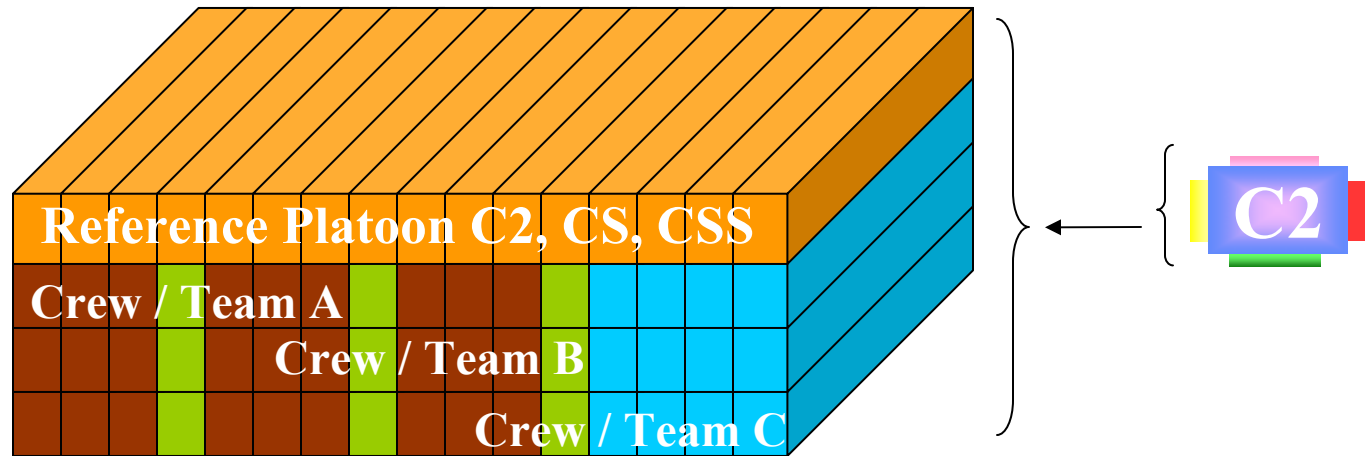 Reference Platoon C2, CS, CSS
Crew / Team A
Crew / Team B
Crew / Team C
C2